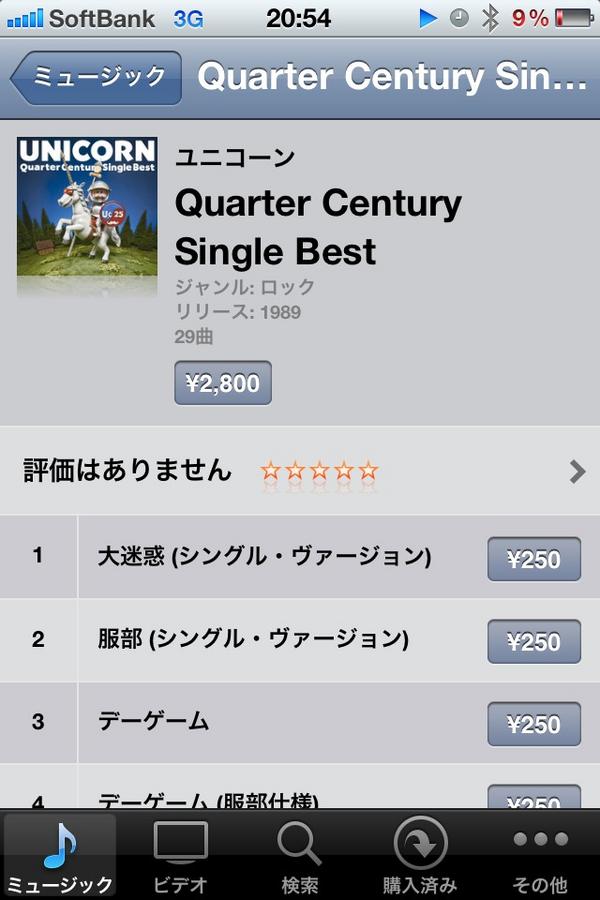 SoftBank 3G 20:54 9%
ミュージック Quarter Century Sin...
UNICORN
Quarter Century Single Best
Uc 25
ユニコーン
Quarter Century
Single Best
ジャンル: ロック
リリース: 1989
29曲
¥2,800
評価はありません
1 大迷惑 (シングル・ヴァージョン) ¥250
2 服部 (シングル・ヴァージョン) ¥250
3 デーゲーム ¥250
4 デーゲーム (服部仕様) ¥250
ミュージック ビデオ 検索 購入済み その他